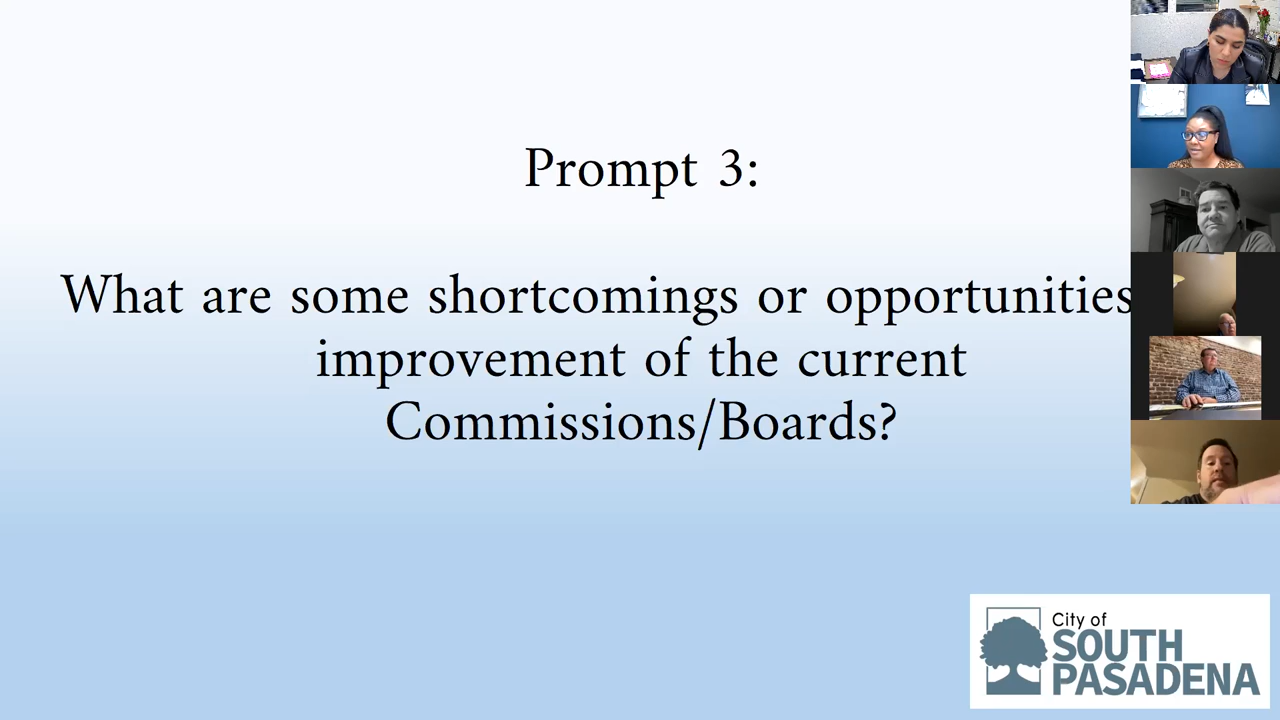 Prompt 3:
What are some shortcomings or opportunities
improvement of the current
Commissions/Boards?
City of
SOUTH
PASADENA